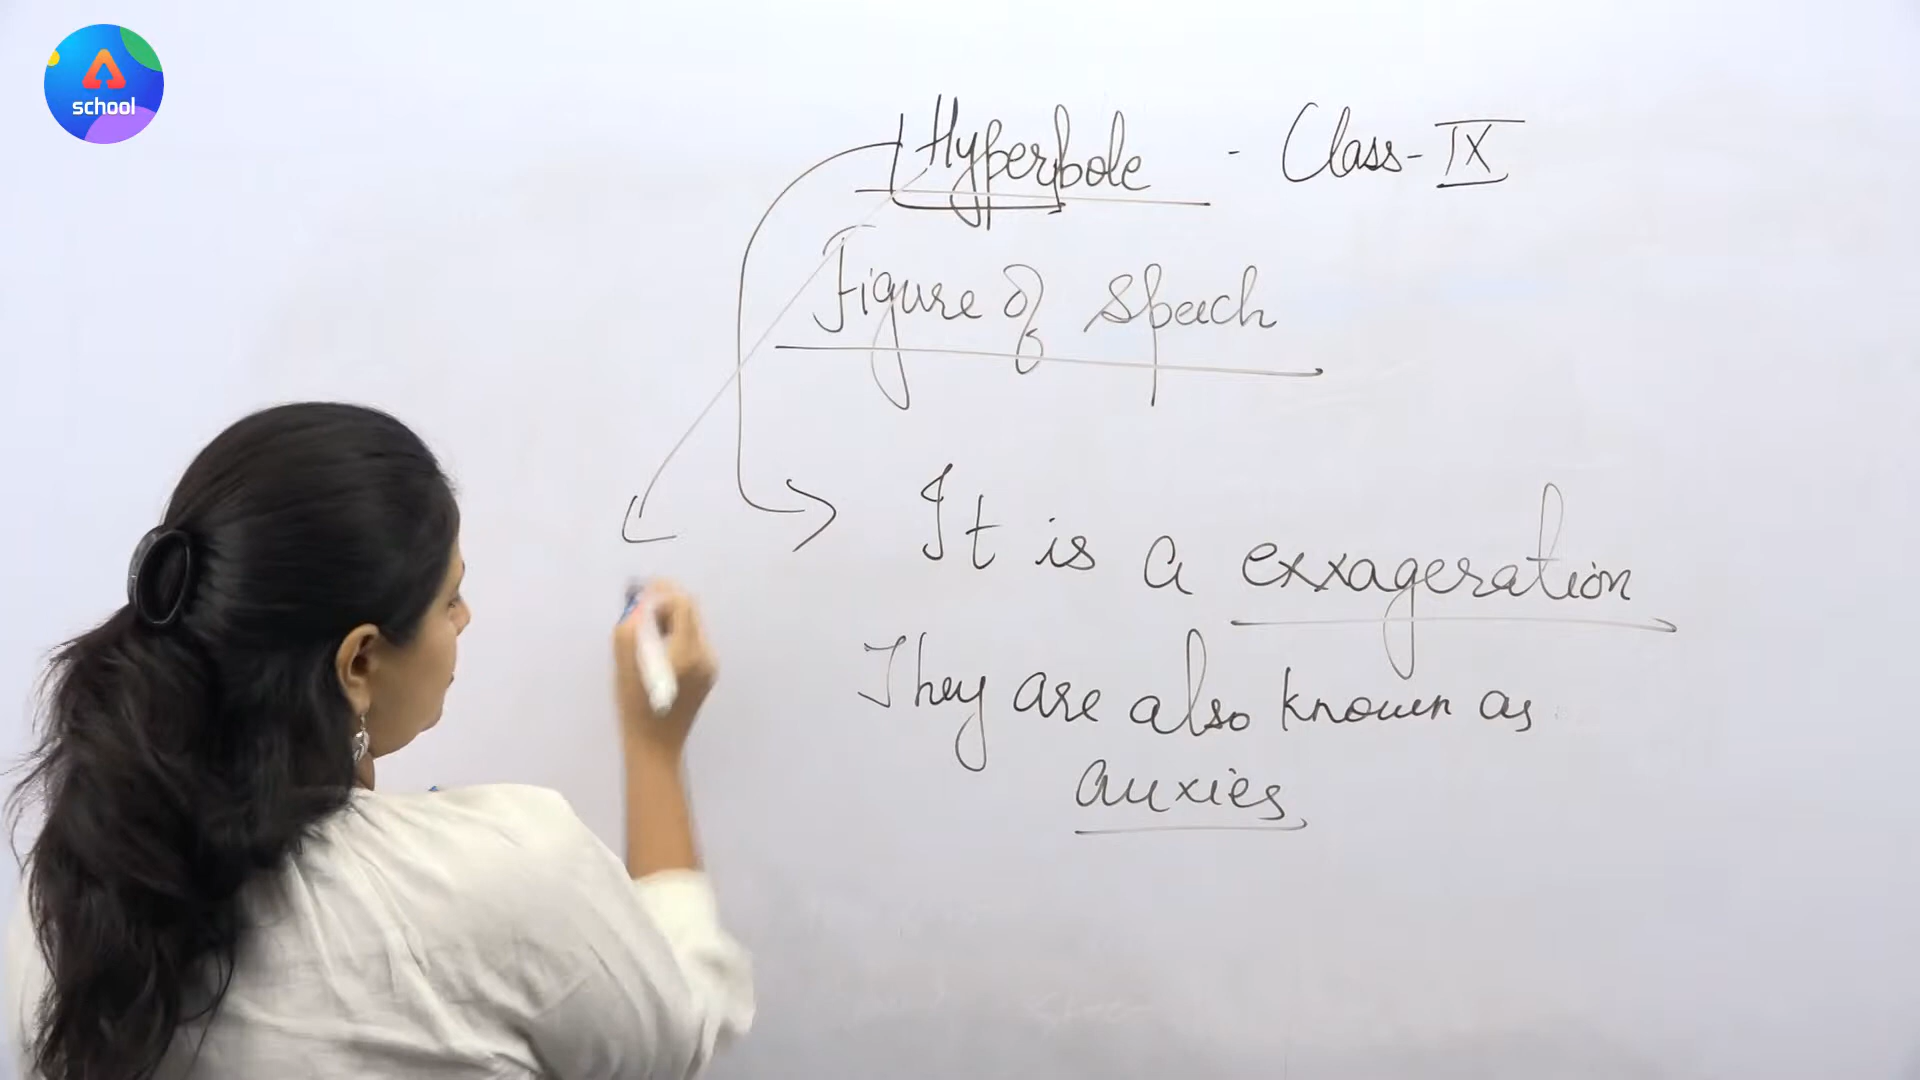 school
Hyperbole - Class-IX
Figure of speech
It is a exxageration
They are also known as
auxies